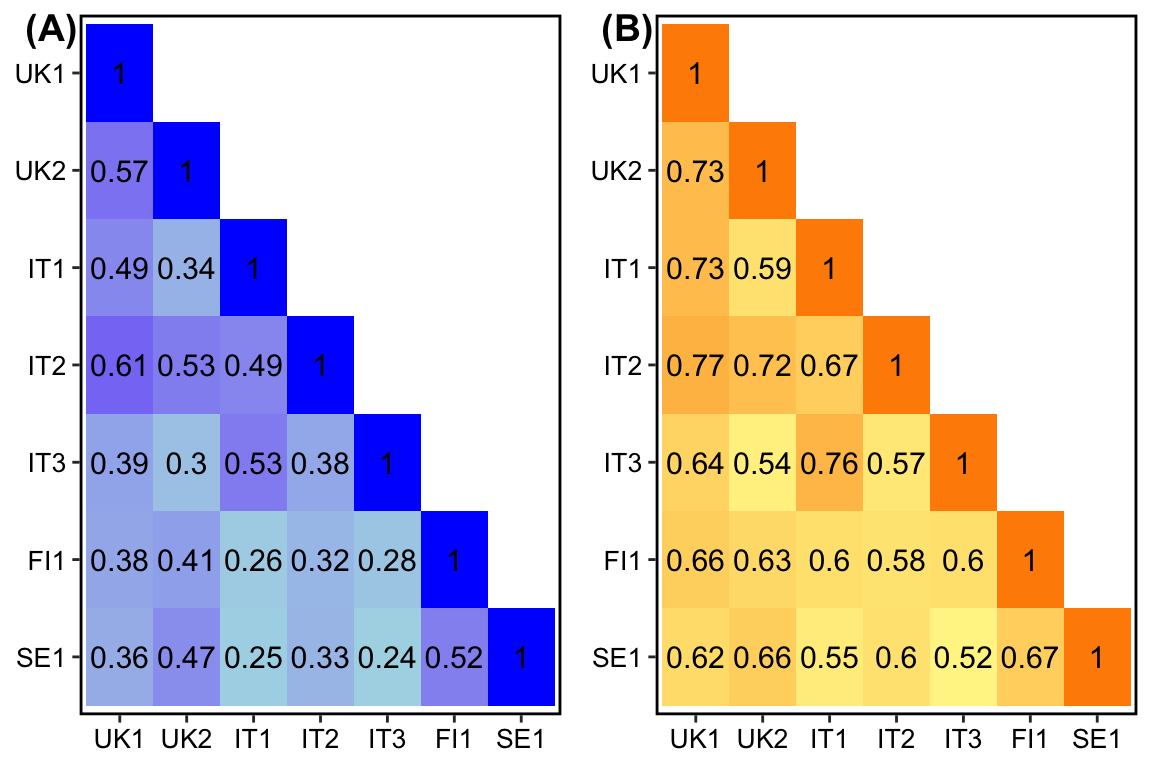 (A)
UK1 1
UK2 0.57 1
IT1 0.49 0.34 1
IT2 0.61 0.53 0.49 1
IT3 0.39 0.3 0.53 0.38 1
FI1 0.38 0.41 0.26 0.32 0.28 1
SE1 0.36 0.47 0.25 0.33 0.24 0.52 1
UK1 UK2 IT1 IT2 IT3 FI1 SE1
(B)
UK1 1
UK2 0.73 1
IT1 0.73 0.59 1
IT2 0.77 0.72 0.67 1
IT3 0.64 0.54 0.76 0.57 1
FI1 0.66 0.63 0.6 0.58 0.6 1
SE1 0.62 0.66 0.55 0.6 0.52 0.67 1
UK1 UK2 IT1 IT2 IT3 FI1 SE1